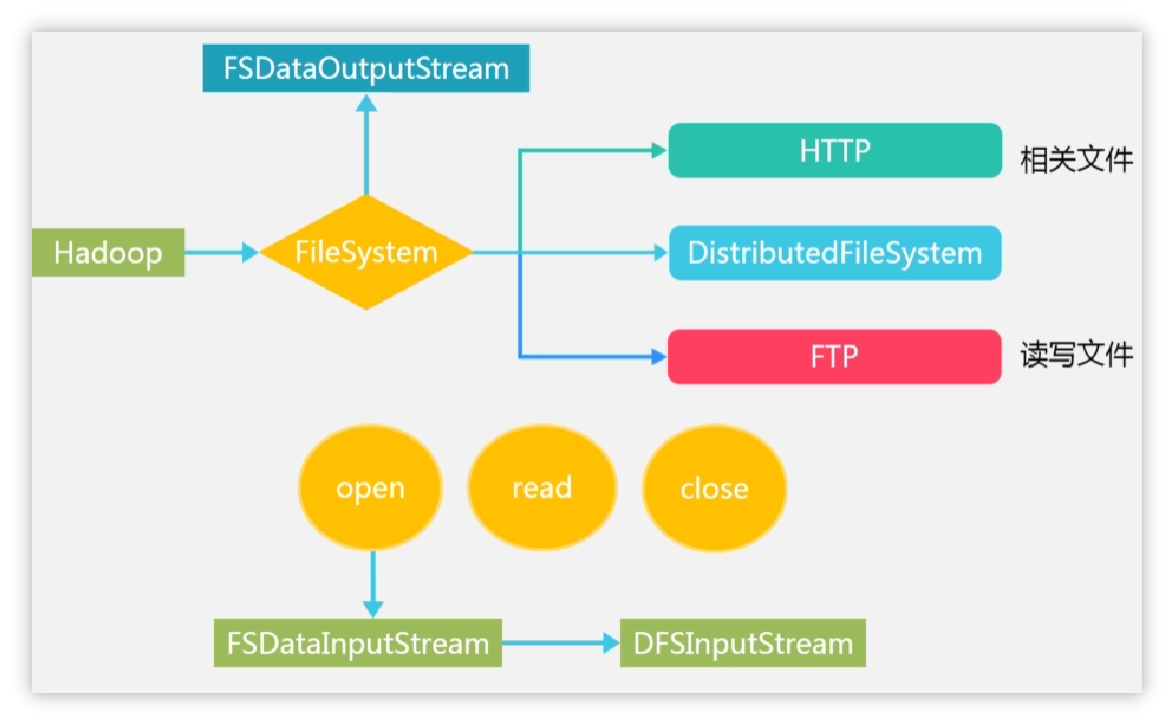 FSDataOutputStream
HTTP
相关文件
Hadoop
FileSystem
DistributedFileSystem
FTP
读写文件
open
read
close
FSDataInputStream
DFSInputStream